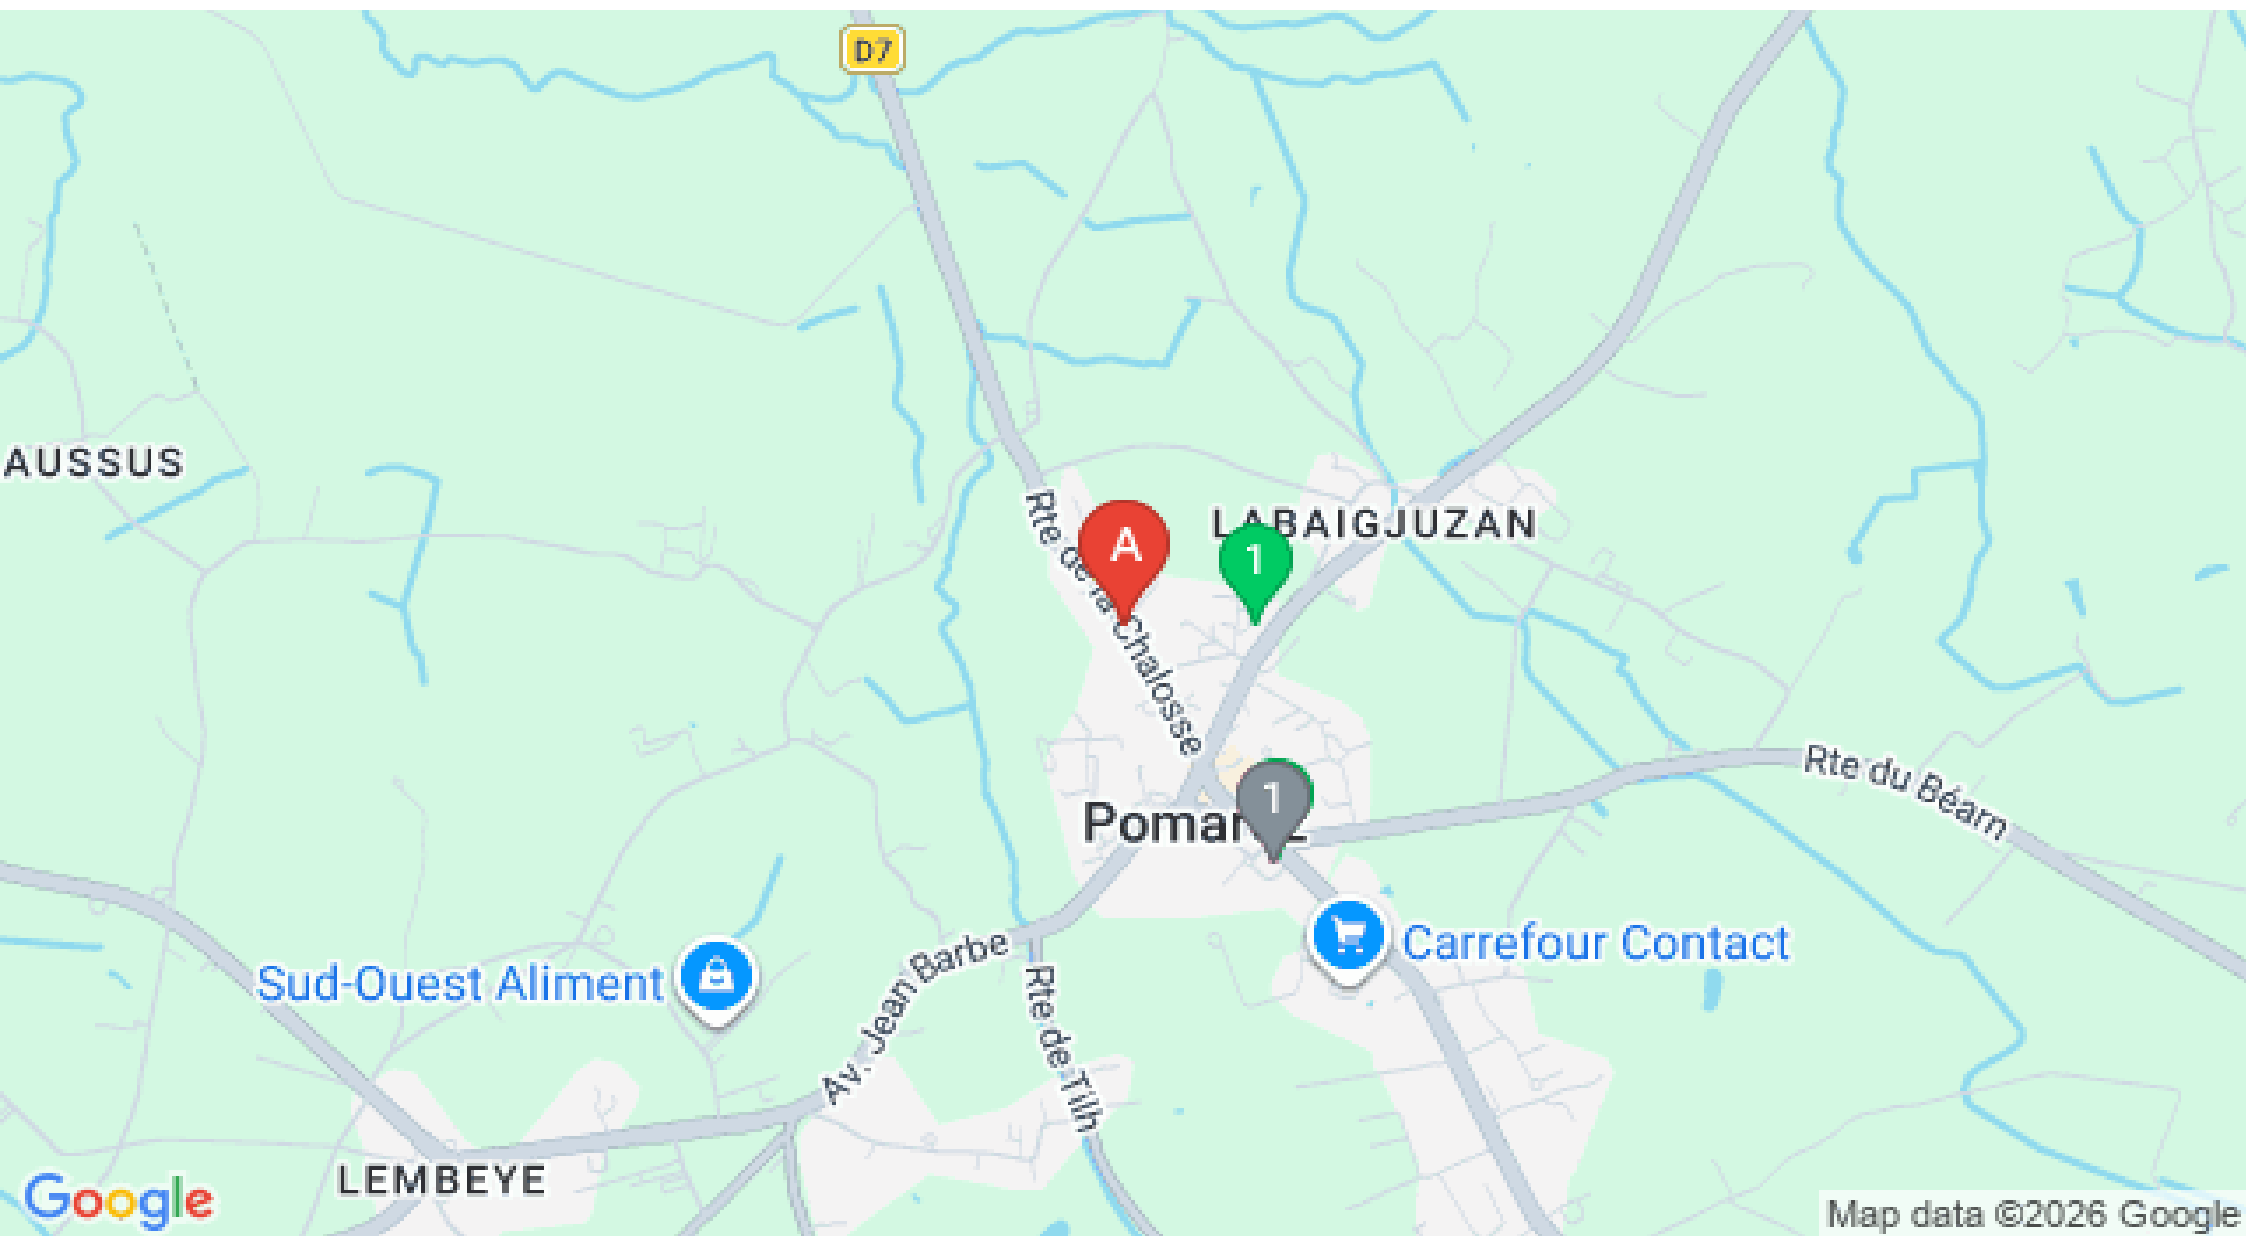 D7
AUSSUS
Rte de la Chalosse
A
LABAIGJUZAN
1
Rte du Béarn
1
Carrefour Contact
Sud-Ouest Aliment
Av. Jean Barbe
Rte de Tilh
LEMBEYE
Google
Map data ©2026 Google